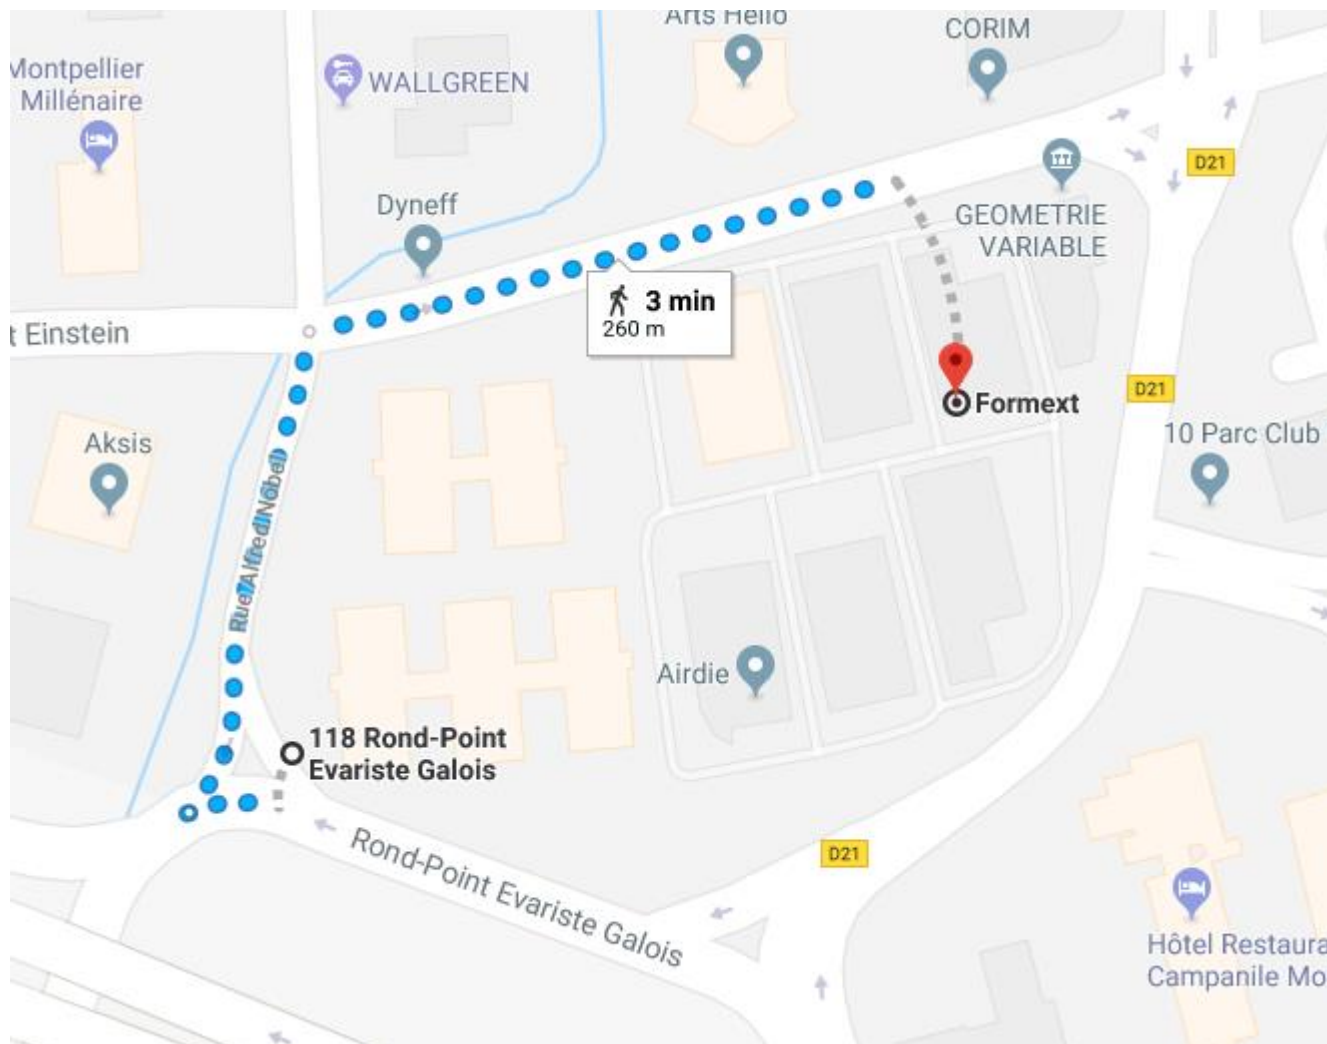 Arts Hello
CORIM
Montpellier
Millénaire
WALLGREEN
D21
Dyneff
GEOMETRIE
VARIABLE
3 min
260 m
t Einstein
D21
Formext
Aksis
10 Parc Club
Rue Alfred Nobel
Airdie
118 Rond-Point
Evariste Galois
Rond-Point Evariste Galois
D21
Hôtel Restaura
Campanile Mo